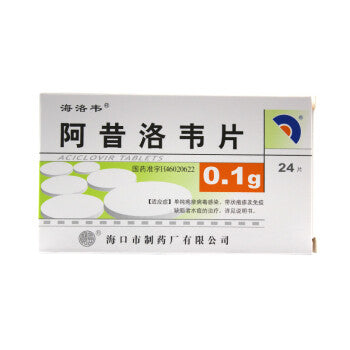 海洛韦®
阿昔洛韦片
ACICLOVIR TABLETS
国药准字H46020622
0.1g
24片
【适应症】单纯疱疹病毒感染、带状疱疹及免疫
缺陷者水痘的治疗。详见说明书。
海口市制药厂有限公司